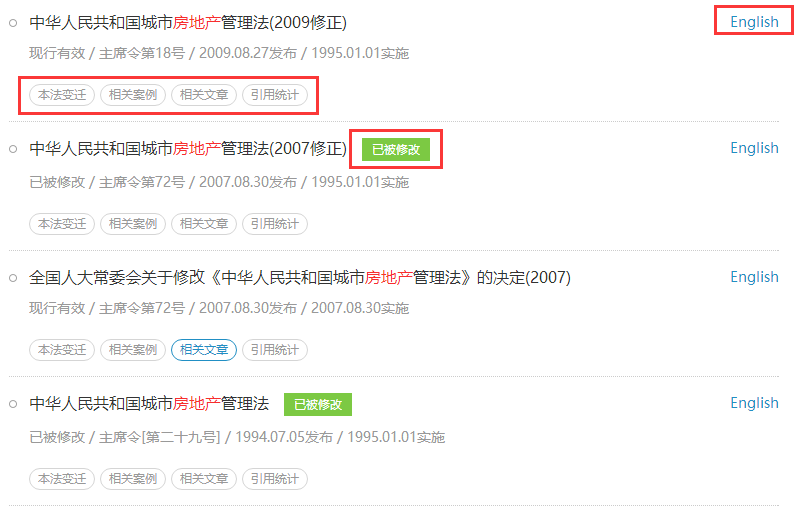 中华人民共和国城市房地产管理法(2009修正) English
现行有效 / 主席令第18号 / 2009.08.27发布 / 1995.01.01实施
本法变迁 相关案例 相关文章 引用统计
中华人民共和国城市房地产管理法(2007修正) 已被修改 English
已被修改 / 主席令第72号 / 2007.08.30发布 / 1995.01.01实施
本法变迁 相关案例 相关文章 引用统计
全国人大常委会关于修改《中华人民共和国城市房地产管理法》的决定(2007) English
现行有效 / 主席令第72号 / 2007.08.30发布 / 2007.08.30实施
本法变迁 相关案例 相关文章 引用统计
中华人民共和国城市房地产管理法 已被修改 English
已被修改 / 主席令[第二十九号] / 1994.07.05发布 / 1995.01.01实施
本法变迁 相关案例 相关文章 引用统计